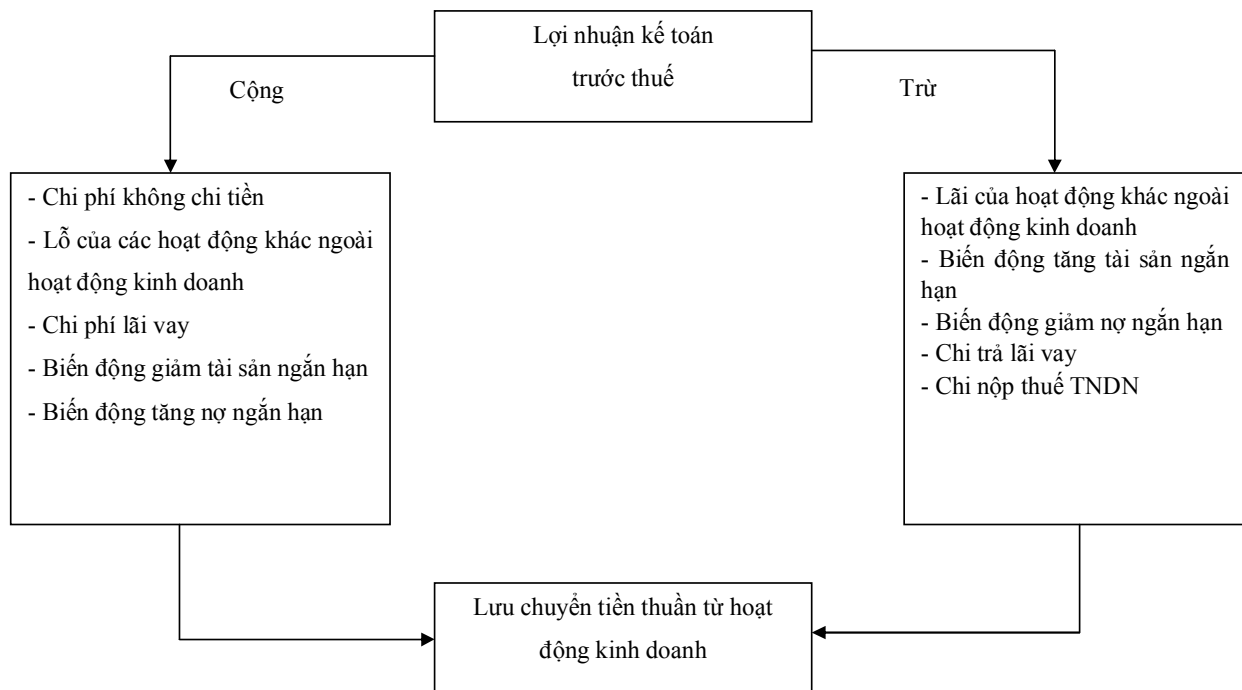 Lợi nhuận kế toán
trước thuế
Cộng
Trừ
- Chi phí không chi tiền
- Lỗ của các hoạt động khác ngoài
hoạt động kinh doanh
- Chi phí lãi vay
- Biến động giảm tài sản ngắn hạn
- Biến động tăng nợ ngắn hạn
- Lãi của hoạt động khác ngoài
hoạt động kinh doanh
- Biến động tăng tài sản ngắn
hạn
- Biến động giảm nợ ngắn hạn
- Chi trả lãi vay
- Chi nộp thuế TNDN
Lưu chuyển tiền thuần từ hoạt
động kinh doanh